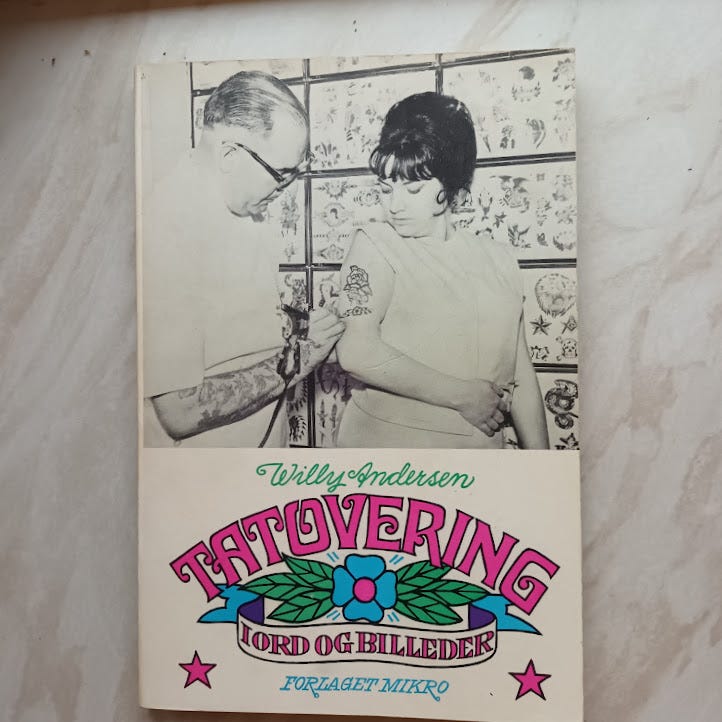 Willy Andersen
TATOVERING
I ORD OG BILLEDER
FORLAGET MIKRO